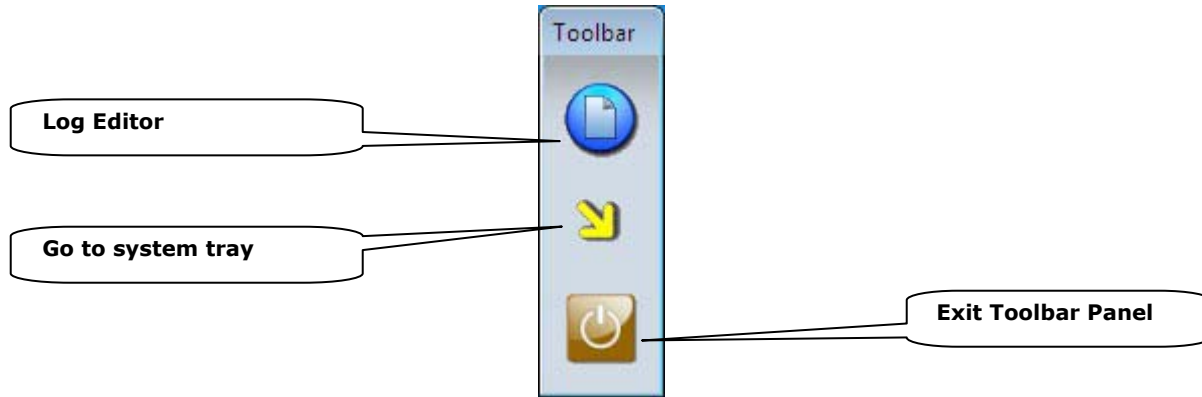 Toolbar
Log Editor
Go to system tray
Exit Toolbar Panel